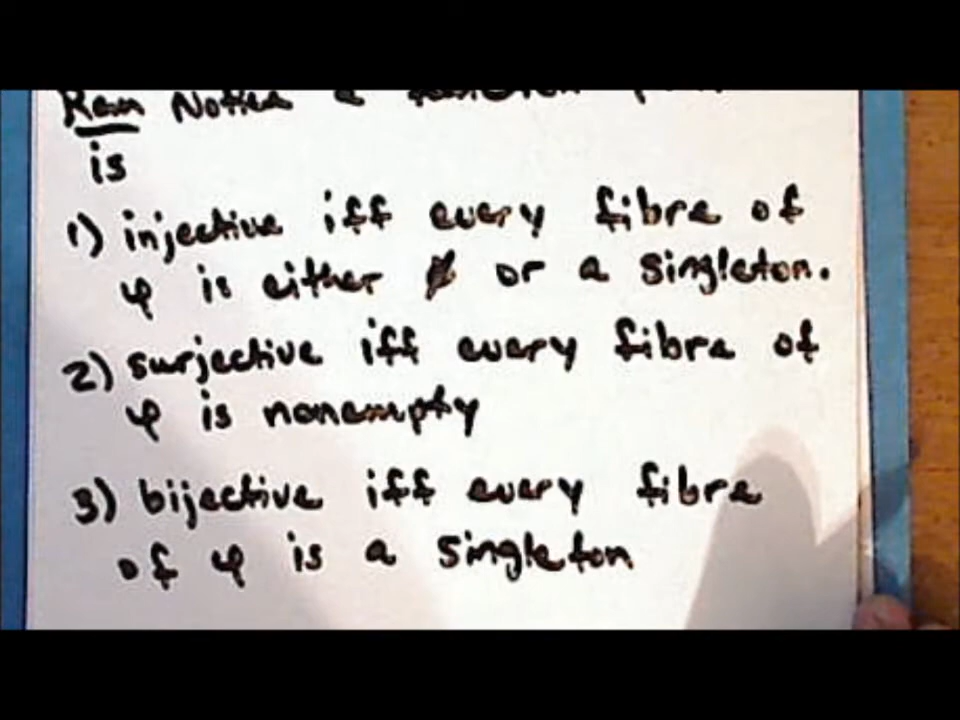 Rem Notice a function
is
1) injective iff every fibre of
φ is either ∅ or a singleton.
2) surjective iff every fibre of
φ is nonempty
3) bijective iff every fibre
of φ is a singleton